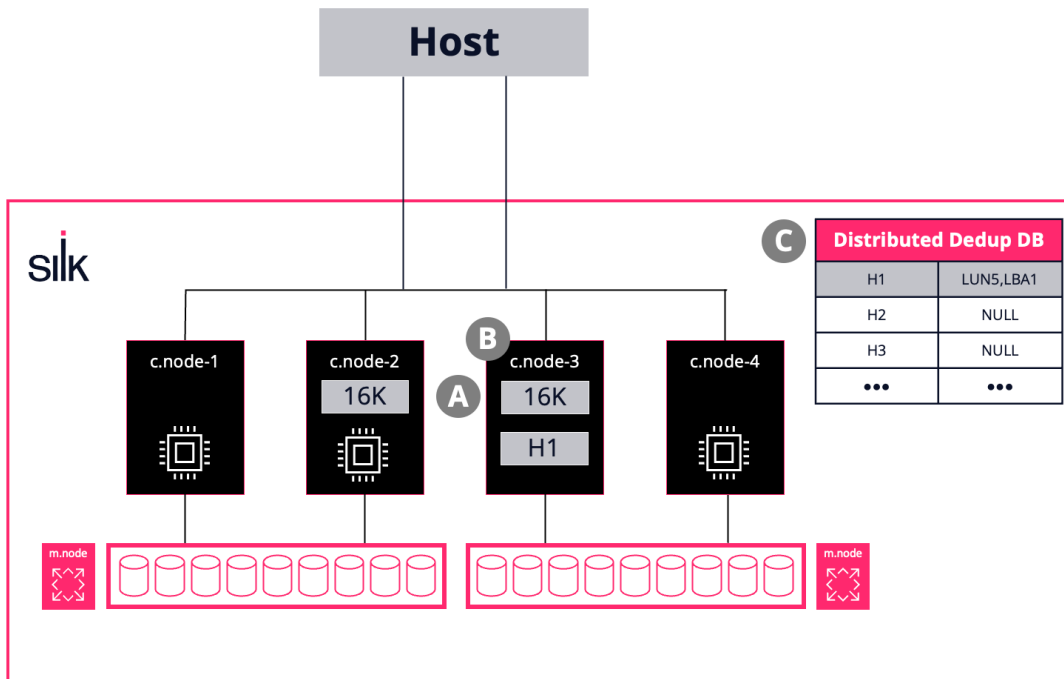 Host
silk
C
Distributed Dedup DB
H1 LUN5,LBA1
H2 NULL
H3 NULL
••• •••
B
A
c.node-1
c.node-2
16K
c.node-3
16K
H1
c.node-4
m.node
m.node